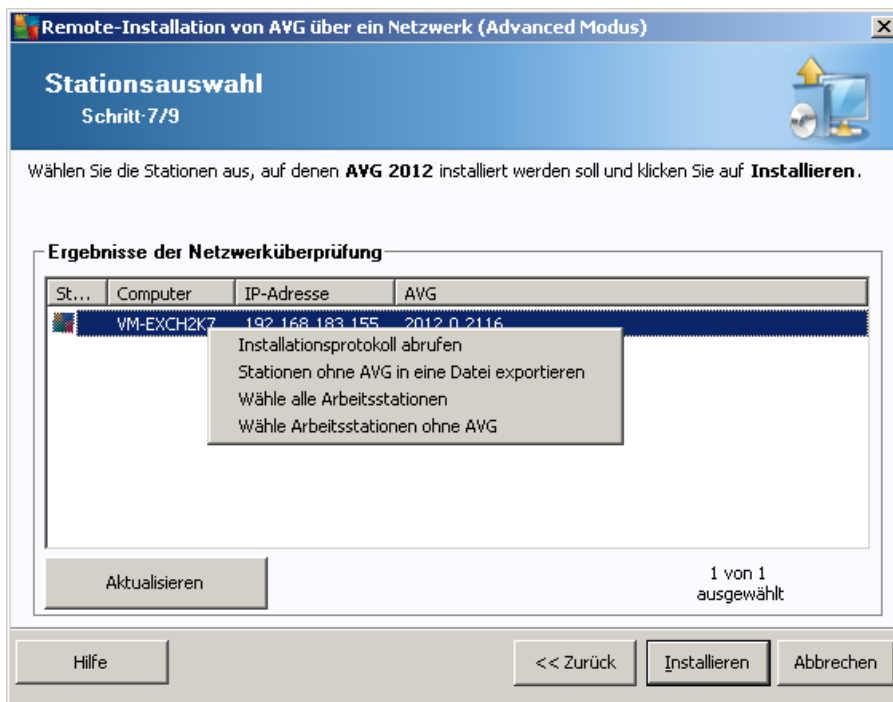 Remote-Installation von AVG über ein Netzwerk (Advanced Modus)
Stationsauswahl
Schritt-7/9
Wählen Sie die Stationen aus, auf denen AVG 2012 installiert werden soll und klicken Sie auf Installieren.
Ergebnisse der Netzwerküberprüfung
St... Computer IP-Adresse AVG
VM-EXCH2K7 192.168.183.155 2012.0.2116
Installationsprotokoll abrufen
Stationen ohne AVG in eine Datei exportieren
Wähle alle Arbeitsstationen
Wähle Arbeitsstationen ohne AVG
Aktualisieren
1 von 1
ausgewählt
Hilfe
<< Zurück
Installieren
Abbrechen